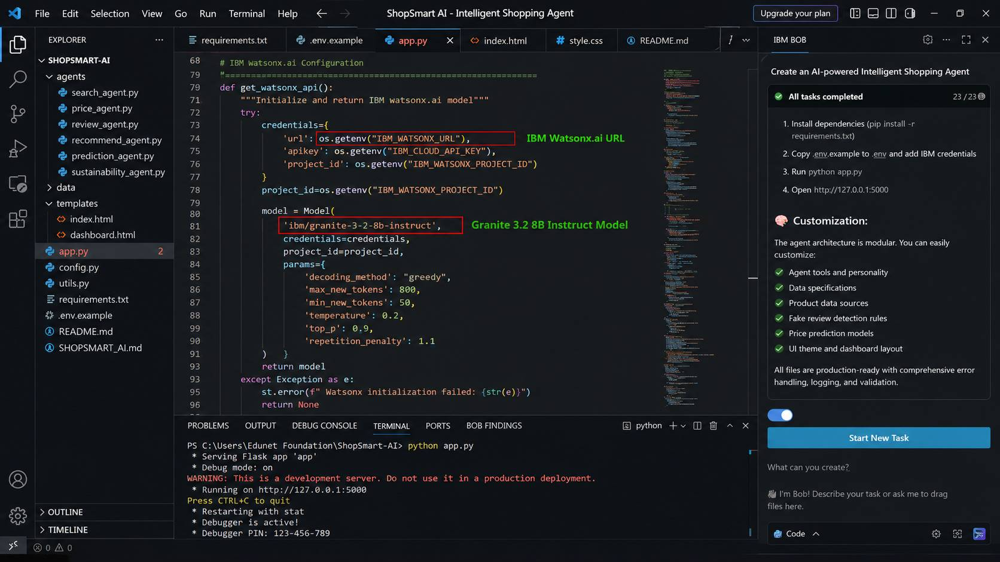 File Edit Selection View Go Run Terminal Help
ShopSmart AI - Intelligent Shopping Agent
Upgrade your plan
EXPLORER
SHOPSMART-AI
agents
search_agent.py
price_agent.py
review_agent.py
recommend_agent.py
prediction_agent.py
sustainability_agent.py
data
templates
index.html
dashboard.html
app.py 2
config.py
utils.py
requirements.txt
.env.example
README.md
SHOPSMART_AI.md
OUTLINE
TIMELINE
0 0
requirements.txt .env.example app.py index.html style.css README.md
68 # IBM watsonx.ai Configuration
79 "=============================================================
79 def get_watsonx_api():
71 """Initialize and return IBM watsonx.ai model"""
72 try:
73 credentials={
74 'url': os.getenv("IBM_WATSONX_URL"), IBM Watsonx.ai URL
75 'apikey': os.getenv("IBM_CLOUD_API_KEY"),
76 'project_id': os.getenv("IBM_WATSONX_PROJECT_ID")
77 }
78 project_id=os.getenv("IBM_WATSONX_PROJECT_ID")
79
80 model = Model(
81 'ibm/granite-3-2-8b-instruct', Granite 3.2 8B Insttruct Model
82 credentials=credentials,
83 project_id=project_id,
84 params={
85 'decoding_method': "greedy",
86 'max_new_tokens': 800,
87 'min_new_tokens': 50,
88 'temperature': 0.2,
99 'top_p': 0.9,
90 'repetition_penalty': 1.1
91 ) }
93 return model
93 except Exception as e:
95 st.error(f" Watsonx initialization failed: {str(e)}")
96 return None
PROBLEMS OUTPUT DEBUG CONSOLE TERMINAL PORTS BOB FINDINGS
python
PS C:\Users\Edunet Foundation\ShopSmart-AI> python app.py
* Serving Flask app 'app'
* Debug mode: on
WARNING: This is a development server. Do not use it in a production deployment.
* Running on http://127.0.0.1:5000
Press CTRL+C to quit
* Restarting with stat
* Debugger is active!
* Debugger PIN: 123-456-789
IBM BOB
Create an AI-powered Intelligent Shopping Agent
All tasks completed 23 / 23
1. Install dependencies (pip install -r
requirements.txt)
2. Copy .env.example to .env and add IBM credentials
3. Run python app.py
4. Open http://127.0.0.1:5000
Customization:
The agent architecture is modular. You can easily
customize:
Agent tools and personality
Data specifications
Product data sources
Fake review detection rules
Price prediction models
UI theme and dashboard layout
All files are production-ready with comprehensive error
handling, logging, and validation.
Start New Task
What can you create?
I'm Bob! Describe your task or ask me to drag
files here.
Code